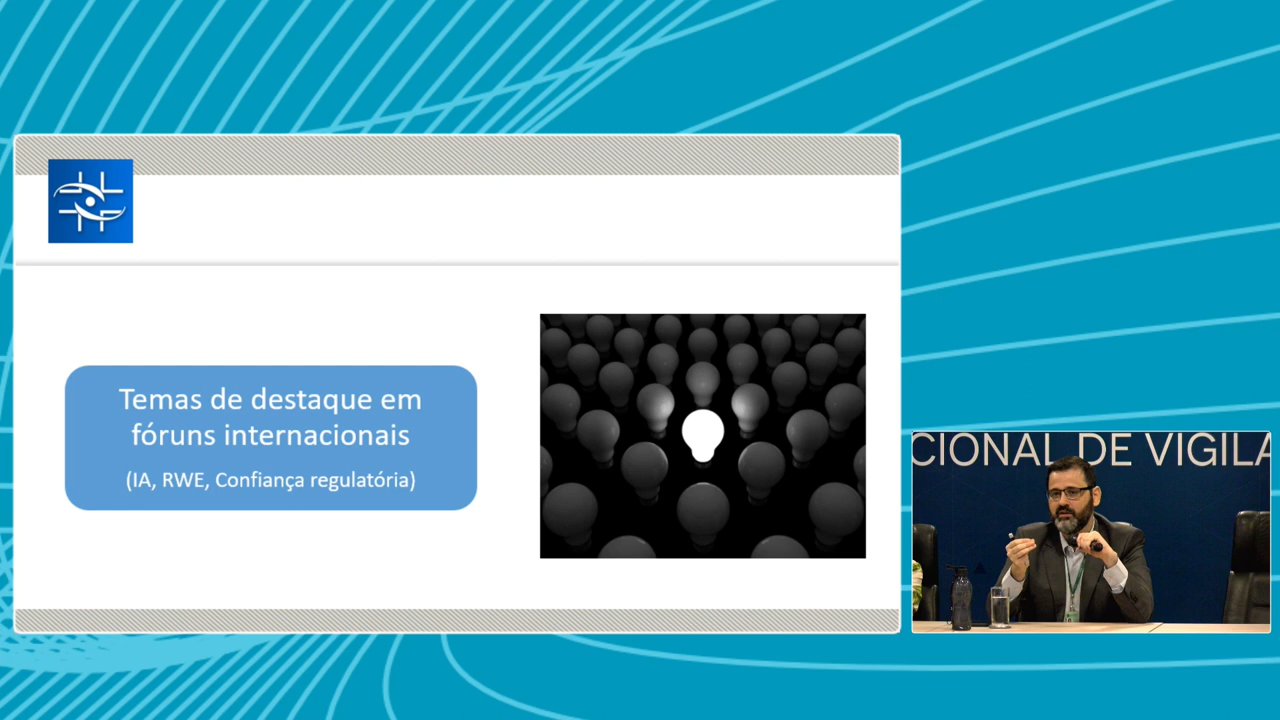 Temas de destaque em
fóruns internacionais
(IA, RWE, Confiança regulatória)
CIONAL DE VIGILA